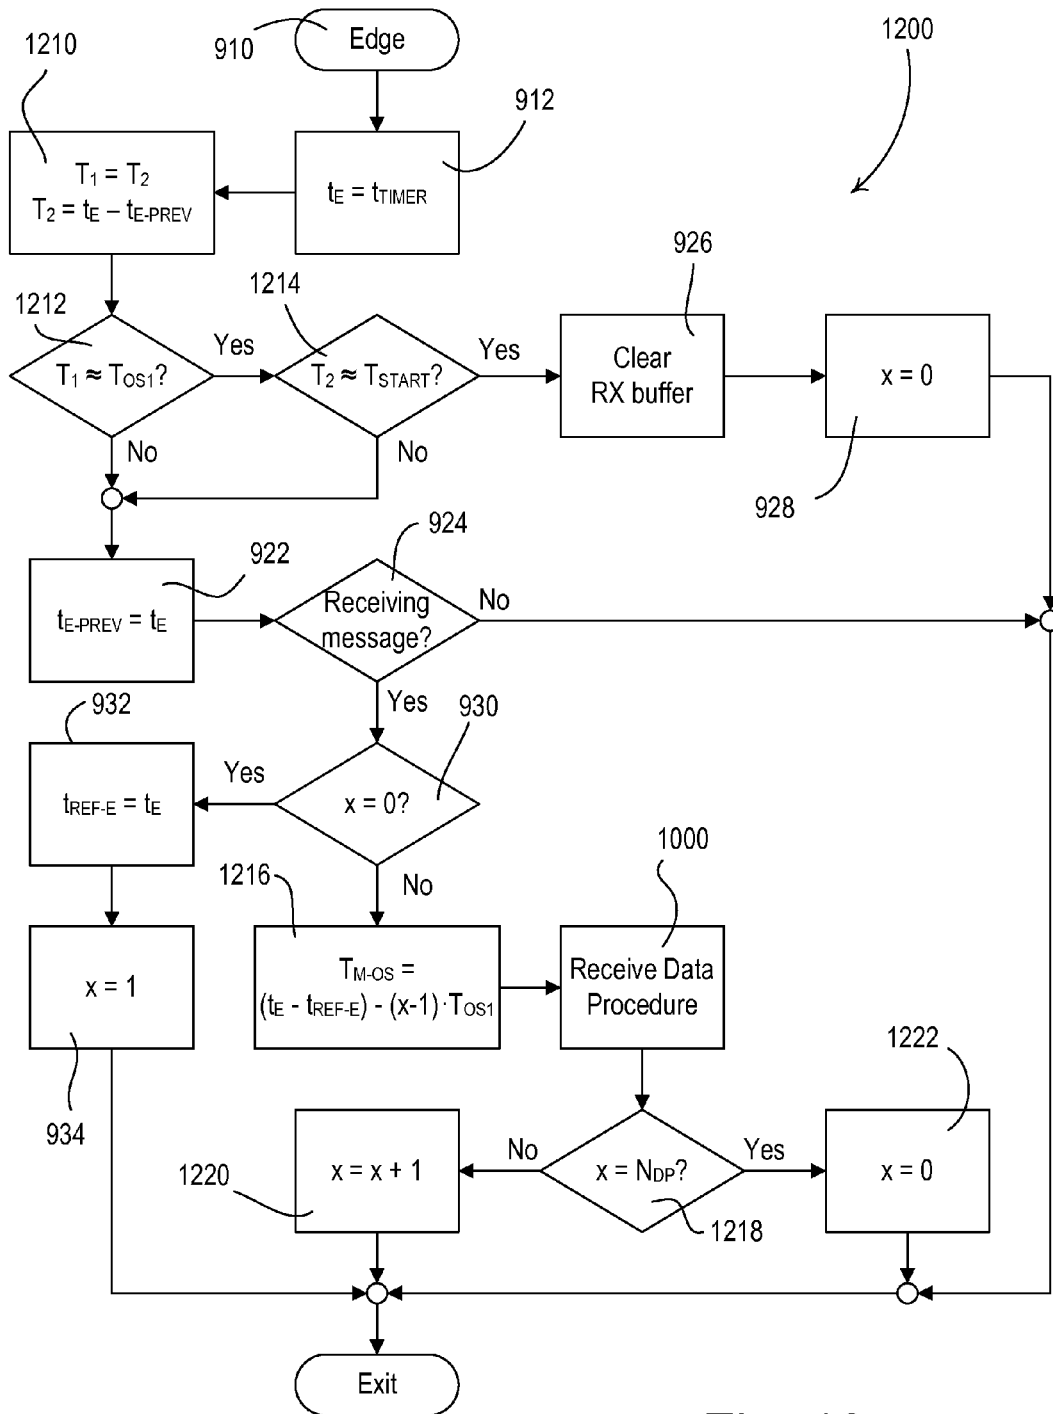 Edge
910
1210
1200
912
T₁ = T₂
T₂ = t_E – t_E-PREV
t_E = t_TIMER
926
1212
1214
T₁ ≈ T_OS1?
Yes
T₂ ≈ T_START?
Yes
Clear
RX buffer
x = 0
No
No
928
924
922
t_E-PREV = t_E
Receiving
message?
No
932
Yes
930
t_REF-E = t_E
Yes
x = 0?
1000
1216
No
x = 1
T_M-OS =
(t_E - t_REF-E) - (x-1)·T_OS1
Receive Data
Procedure
1222
934
No
Yes
1220
x = x + 1
x = N_DP?
x = 0
1218
Exit